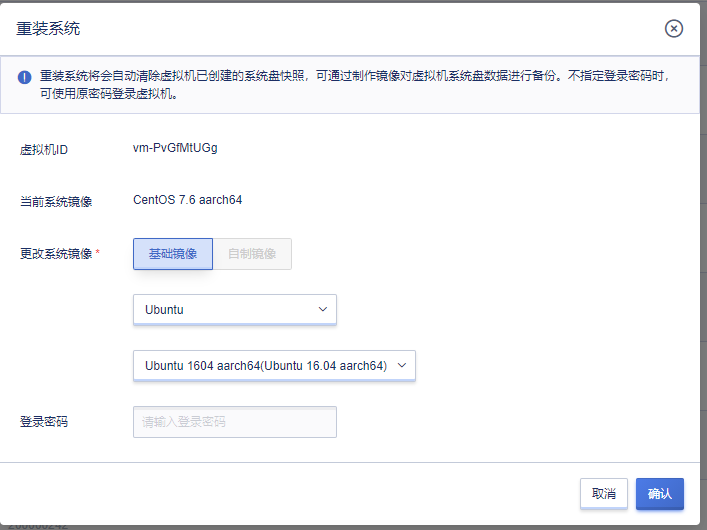 重装系统
重装系统将会自动清除虚拟机已创建的系统盘快照，可通过制作镜像对虚拟机系统盘数据进行备份。不指定登录密码时，
可使用原密码登录虚拟机。
虚拟机ID
vm-PvGfMtUGg
当前系统镜像
CentOS 7.6 aarch64
更改系统镜像 *
基础镜像
自制镜像
Ubuntu
Ubuntu 1604 aarch64(Ubuntu 16.04 aarch64)
登录密码
请输入登录密码
取消
确认